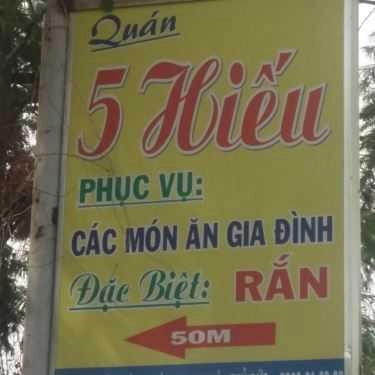 Quán
5 Hiếu
PHỤC VỤ:
CÁC MÓN ĂN GIA ĐÌNH
Đặc Biệt: RẮN
50M